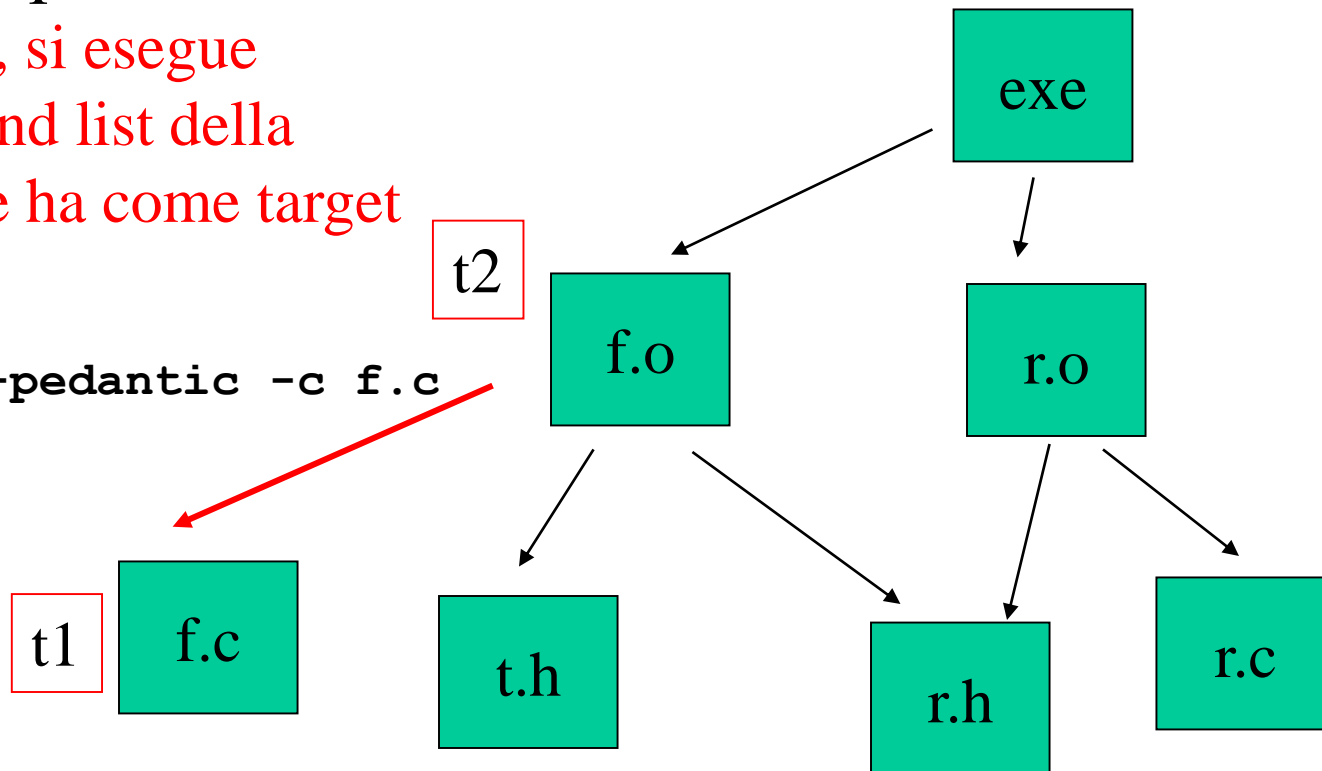 , si esegue
nd list della
e ha come target
-pedantic -c f.c
exe
t2
f.o
r.o
t1
f.c
t.h
r.h
r.c